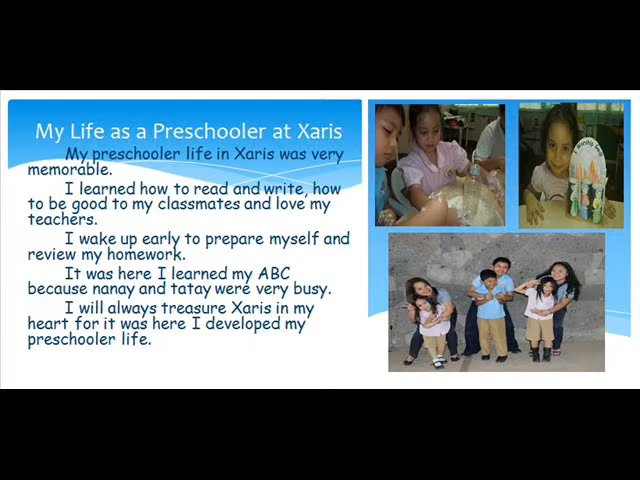 My Life as a Preschooler at Xaris
My preschooler life in Xaris was very
memorable.
I learned how to read and write, how
to be good to my classmates and love my
teachers.
I wake up early to prepare myself and
review my homework.
It was here I learned my ABC
because nanay and tatay were very busy.
I will always treasure Xaris in my
heart for it was here I developed my
preschooler life.